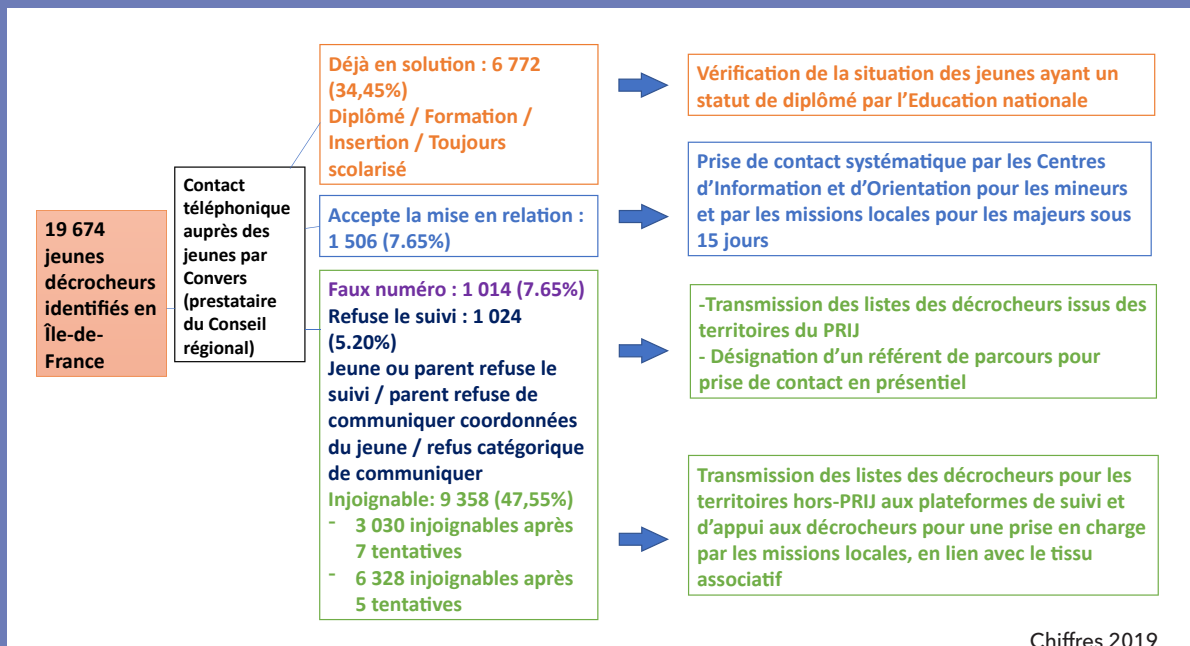 19 674
jeunes
décrocheurs
identifiés en
Île-de-
France
Contact
téléphonique
auprès des
jeunes par
Convers
(prestataire
du Conseil
régional)
Déjà en solution : 6 772
(34,45%)
Diplômé / Formation /
Insertion / Toujours
scolarisé
Accepte la mise en relation :
1 506 (7.65%)
Faux numéro : 1 014 (7.65%)
Refuse le suivi : 1 024
(5.20%)
Jeune ou parent refuse le
suivi / parent refuse de
communiquer coordonnées
du jeune / refus catégorique
de communiquer
Injoignable: 9 358 (47,55%)
- 3 030 injoignables après
7 tentatives
- 6 328 injoignables après
5 tentatives
Vérification de la situation des jeunes ayant un
statut de diplômé par l’Education nationale
Prise de contact systématique par les Centres
d’Information et d’Orientation pour les mineurs
et par les missions locales pour les majeurs sous
15 jours
-Transmission des listes des décrocheurs issus des
territoires du PRIJ
- Désignation d’un référent de parcours pour
prise de contact en présentiel
Transmission des listes des décrocheurs pour les
territoires hors-PRIJ aux plateformes de suivi et
d’appui aux décrocheurs pour une prise en charge
par les missions locales, en lien avec le tissu
associatif
Chiffres 2019